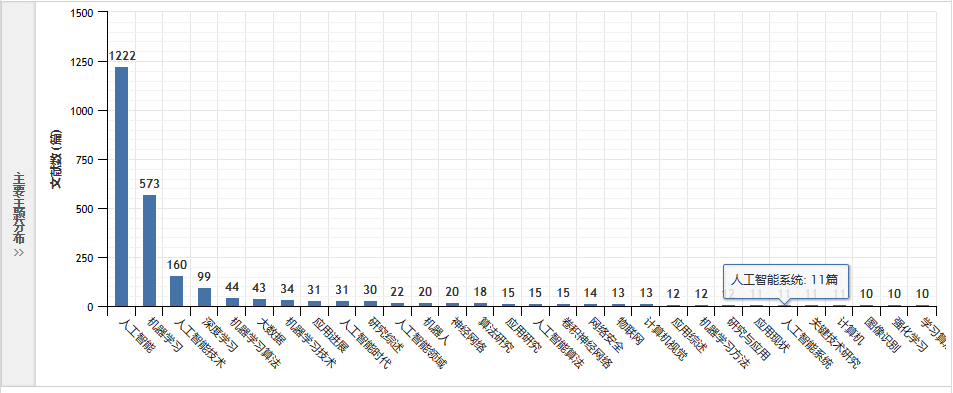 主要主题分布
>>
文献数(篇)
1500
1250
1000
750
500
250
0
1222
573
160
99
44
43
34
31
31
30
22
20
20
18
15
15
15
14
13
13
12
12
12
11
11
11
11
10
10
10
人工智能系统: 11篇
人工智能
机器学习
人工智能技术
深度学习
机器学习算法
大数据
机器学习技术
应用进展
人工智能时代
研究综述
人工智能领域
机器人
神经网络
算法研究
应用研究
人工智能算法
卷积神经网络
网络安全
物联网
计算机视觉
应用综述
机器学习方法
研究与应用
应用现状
人工智能系统
关键技术研究
计算机
图像识别
强化学习
学习算